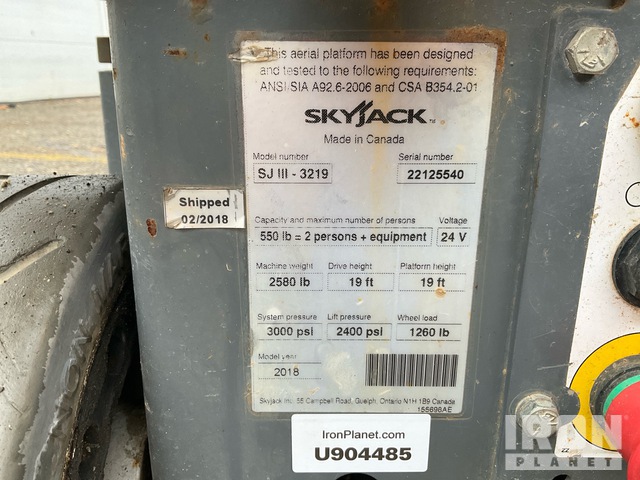 This aerial platform has been designed
and tested to the following requirements:
ANSI/SIA A92.6-2006 and CSA B354.2-01
SKYJACK
Made in Canada
Model number Serial number
SJ III - 3219 22125540
Shipped
02/2018
Capacity and maximum number of persons Voltage
550 lb = 2 persons + equipment 24 V
Machine weight Drive height Platform height
2580 lb 19 ft 19 ft
System pressure Lift pressure Wheel load
3000 psi 2400 psi 1260 lb
Model year
2018
Skyjack Inc. 55 Campbell Road, Guelph, Ontario N1H 1B9 Canada
156698AE
IronPlanet.com
U904485
IRON
PLANET